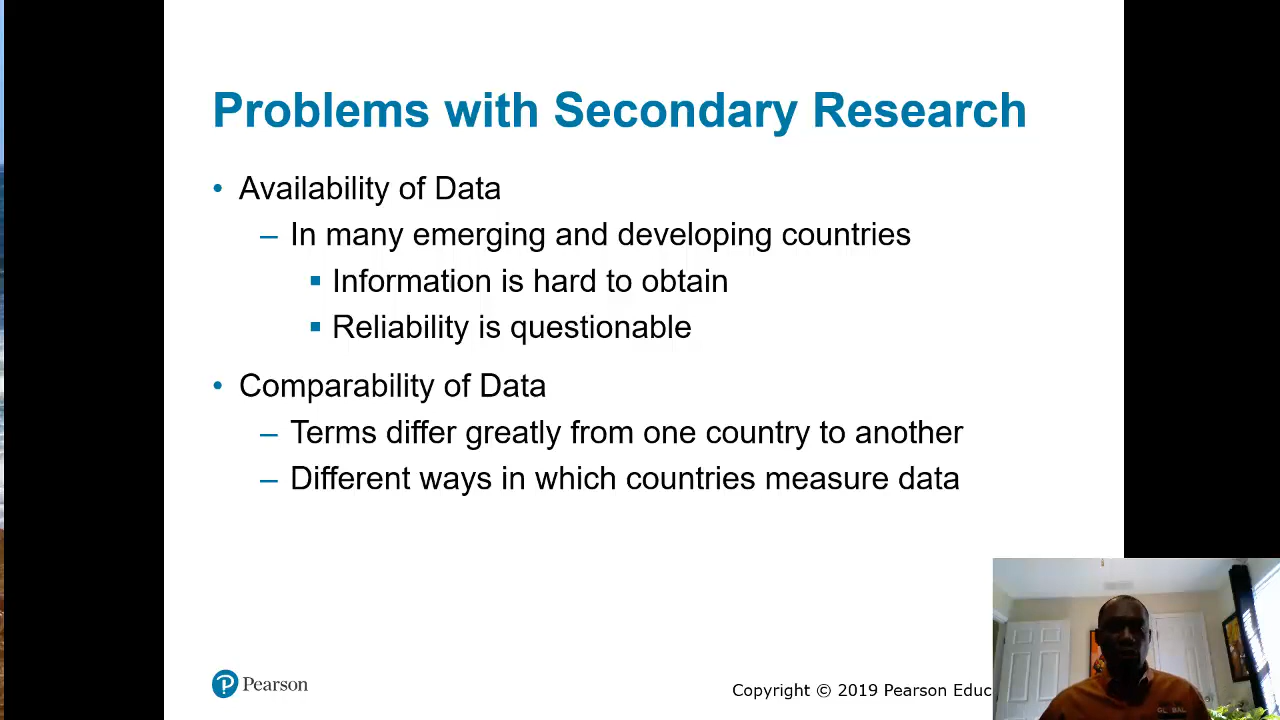 Problems with Secondary Research
• Availability of Data
– In many emerging and developing countries
▪ Information is hard to obtain
▪ Reliability is questionable
• Comparability of Data
– Terms differ greatly from one country to another
– Different ways in which countries measure data
Pearson
Copyright © 2019 Pearson Educ
GLOBAL